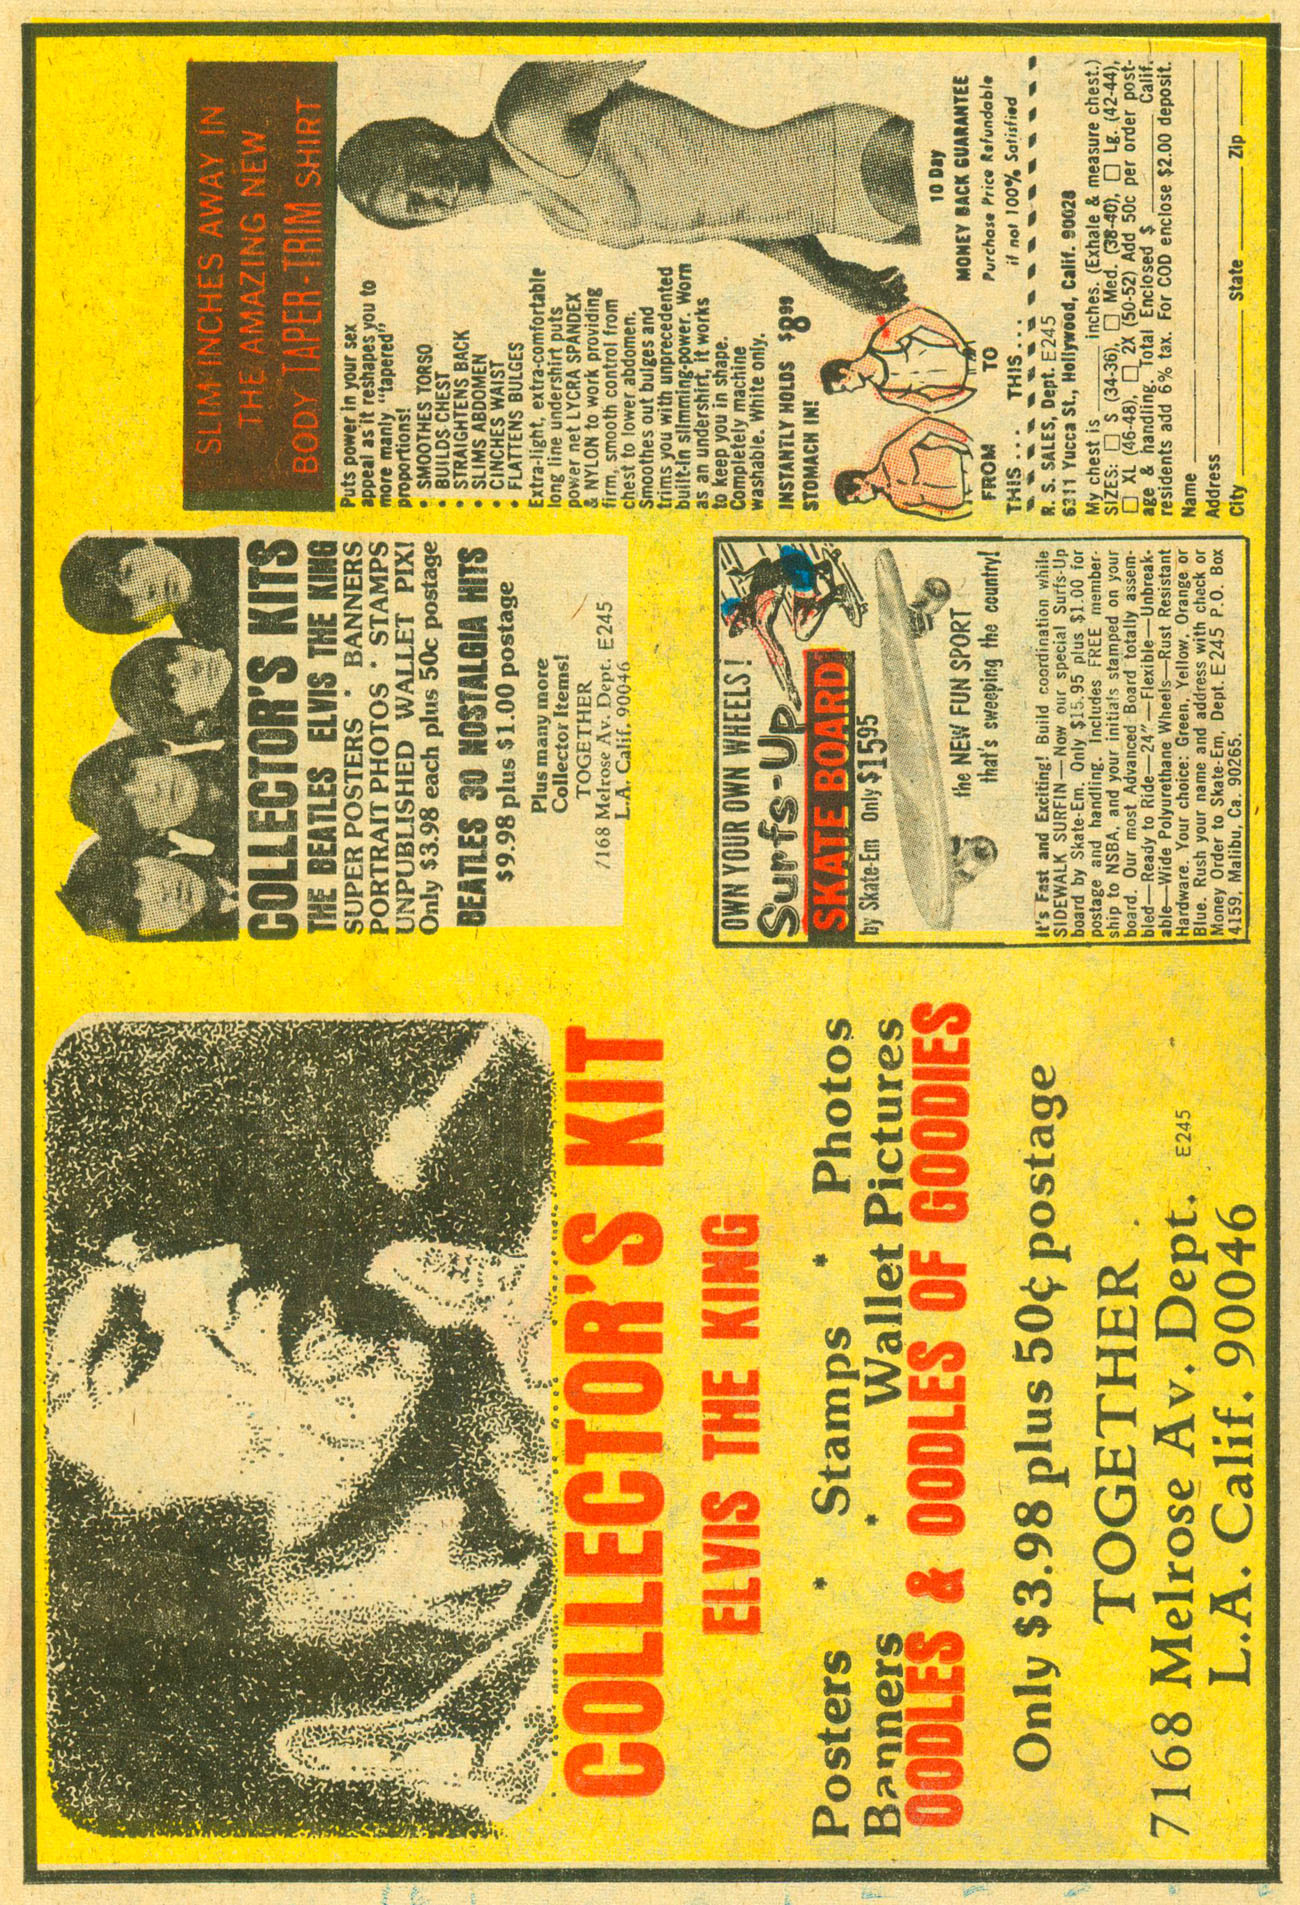 COLLECTOR'S KIT
ELVIS THE KING
Posters * Stamps * Photos
Banners * Wallet Pictures
OODLES & OODLES OF GOODIES
Only $3.98 plus 50¢ postage
TOGETHER
7168 Melrose Av. Dept. E245
L.A. Calif. 90046
COLLECTOR'S KITS
THE BEATLES ELVIS THE KING
SUPER POSTERS * BANNERS
PORTRAIT PHOTOS * STAMPS
UNPUBLISHED WALLET PIX!
Only $3.98 each plus 50c postage
BEATLES 30 NOSTALGIA HITS
$9.98 plus $1.00 postage
Plus many more
Collector Items!
TOGETHER
7168 Melrose Av. Dept. E245
L.A. Calif. 90046
OWN YOUR OWN WHEELS!
Surfs-Up
SKATE BOARD
by Skate-Em Only $15.95
the NEW FUN SPORT
that's sweeping the country!
It's Fast and Exciting! Build coordination while
SIDEWALK SURFIN—Now our special Surfs-Up
board by Skate-Em. Only $15.95 plus $1.00 for
postage and handling. Includes FREE member-
ship to NSBA, and your initials stamped on your
board. Our most Advanced Board totally assem-
bled—Ready to Ride—24"—Flexible—Unbreak-
able—Wide Polyurethane Wheels—Rust Resistant
Hardware. Your choice: Green, Yellow, Orange or
Blue. Rush your name and address with check or
Money Order to Skate-Em, Dept. E245 P.O. Box
4159, Malibu, Ca. 90265.
SLIM INCHES AWAY IN
THE AMAZING NEW
BODY TAPER-TRIM SHIRT
Puts power in your sex
appeal as it reshapes you to
more manly "tapered"
proportions!
• SMOOTHES TORSO
• BUILDS CHEST
• STRAIGHTENS BACK
• SLIMS ABDOMEN
• CINCHES WAIST
• FLATTENS BULGES
Extra-light, extra-comfortable
long line undershirt puts
power net LYCRA SPANDEX
& NYLON to work providing
firm, smooth control from
chest to lower abdomen.
Smoothes out bulges and
trims you with unprecedented
built-in slimming-power. Worn
as an undershirt, it works
to keep you in shape.
Completely machine
washable. White only.
INSTANTLY HOLDS $8.99
STOMACH IN!
FROM TO
THIS... THIS...
10 Day
MONEY BACK GUARANTEE
Purchase Price Refundable
if not 100% Satisfied
R. S. SALES, Dept. E245
6311 Yucca St., Hollywood, Calif. 90028
My chest is inches. (Exhale & measure chest.)
SIZES: □ S (34-36), □ Med. (38-40), □ Lg. (42-44),
□ XL (46-48), □ 2X (50-52) Add 50c per order post-
age & handling. Total Enclosed $ Calif.
residents add 6% tax. For COD enclose $2.00 deposit.
Name
Address
City State Zip